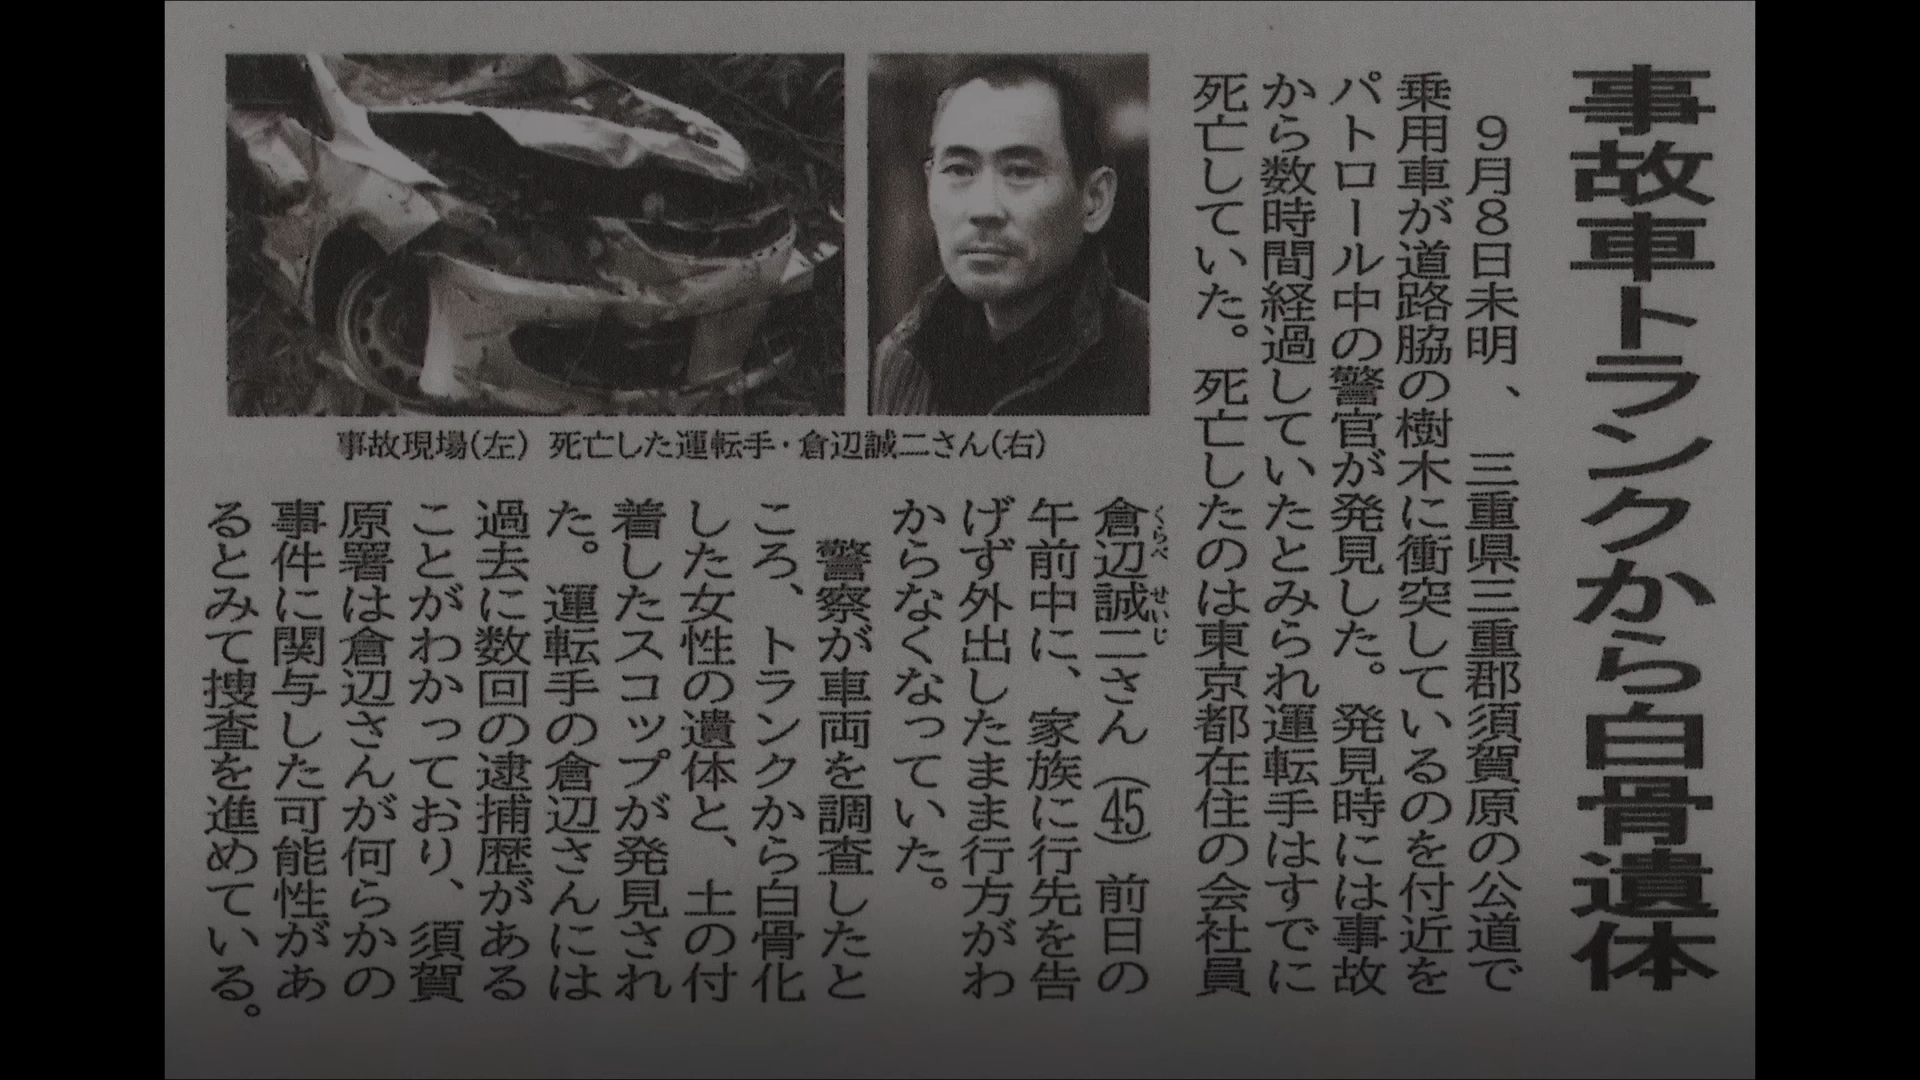 事故車トランクから白骨遺体
9月8日未明、三重県三重郡須賀原の公道で
乗用車が道路脇の樹木に衝突しているのを付近を
パトロール中の警官が発見した。発見時には事故
から数時間経過していたとみられ運転手はすでに
死亡していた。死亡したのは東京都在住の会社員
倉辺誠二さん(45)前日の
くらべ せいじ
午前中に、家族に行先を告
げず外出したまま行方がわ
からなくなっていた。
警察が車両を調査したと
ころ、トランクから白骨化
した女性の遺体と、土の付
着したスコップが発見され
た。運転手の倉辺さんには
過去に数回の逮捕歴がある
ことがわかっており、須賀
原署は倉辺さんが何らかの
事件に関与した可能性があ
るとみて捜査を進めている。
事故現場(左) 死亡した運転手・倉辺誠二さん(右)